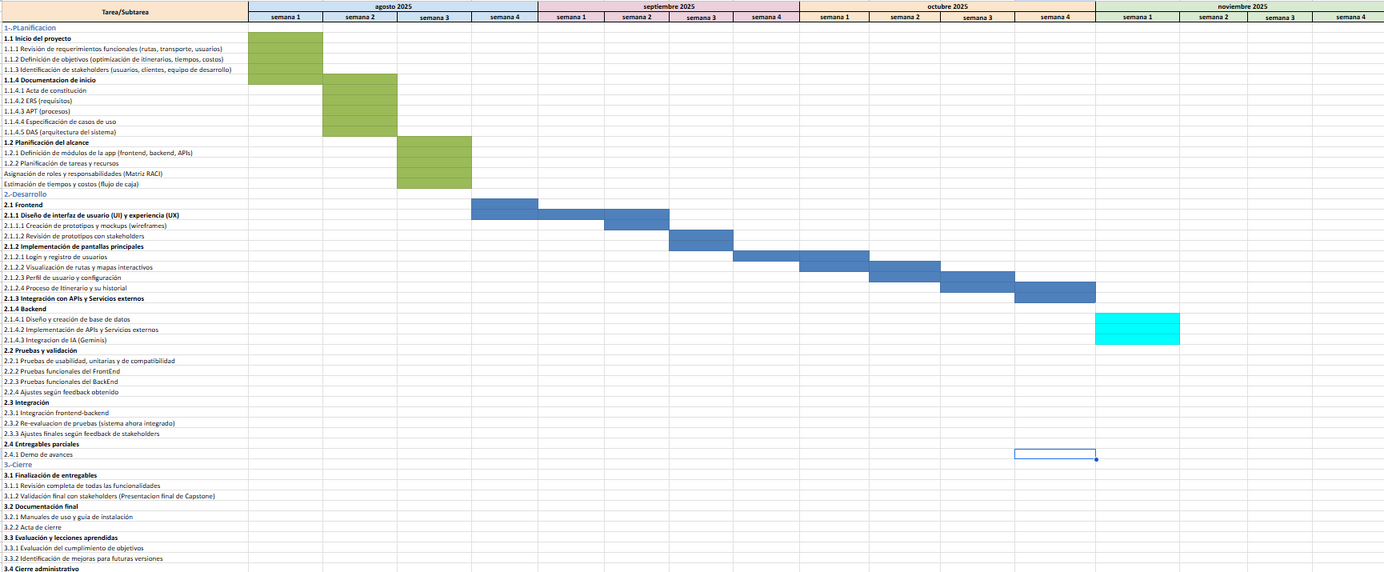 Tarea/Subtarea
agosto 2025
septiembre 2025
octubre 2025
noviembre 2025
semana 1 semana 2 semana 3 semana 4 semana 1 semana 2 semana 3 semana 4 semana 1 semana 2 semana 3 semana 4 semana 1 semana 2 semana 3 semana 4
1-.Planificacion
1.1 Inicio del proyecto
1.1.1 Revisión de requerimientos funcionales (rutas, transporte, usuarios)
1.1.2 Definición de objetivos (optimización de itinerarios, tiempos, costos)
1.1.3 Identificación de stakeholders (usuarios, clientes, equipo de desarrollo)
1.1.4 Documentacion de inicio
1.1.4.1 Acta de constitución
1.1.4.2 ERS (requisitos)
1.1.4.3 APT (procesos)
1.1.4.4 Especificación de casos de uso
1.1.4.5 DAS (arquitectura del sistema)
1.2 Planificación del alcance
1.2.1 Definición de módulos de la app (frontend, backend, APIs)
1.2.2 Planificación de tareas y recursos
Asignación de roles y responsabilidades (Matriz RACI)
Estimación de tiempos y costos (flujo de caja)
2.-Desarrollo
2.1 Frontend
2.1.1 Diseño de interfaz de usuario (UI) y experiencia (UX)
2.1.1.1 Creación de prototipos y mockups (wireframes)
2.1.1.2 Revisión de prototipos con stakeholders
2.1.2 Implementación de pantallas principales
2.1.2.1 Login y registro de usuarios
2.1.2.2 Visualización de rutas y mapas interactivos
2.1.2.3 Perfil de usuario y configuración
2.1.2.4 Proceso de Itinerario y su historial
2.1.3 Integración con APIs y Servicios externos
2.1.4 Backend
2.1.4.1 Diseño y creación de base de datos
2.1.4.2 Implementación de APIs y Servicios externos
2.1.4.3 Integracion de IA (Geminis)
2.2 Pruebas y validación
2.2.1 Pruebas de usabilidad, unitarias y de compatibilidad
2.2.2 Pruebas funcionales del FrontEnd
2.2.3 Pruebas funcionales del BackEnd
2.2.4 Ajustes según feedback obtenido
2.3 Integración
2.3.1 Integración frontend-backend
2.3.2 Re-evaluacion de pruebas (sistema ahora integrado)
2.3.3 Ajustes finales según feedback de stakeholders
2.4 Entregables parciales
2.4.1 Demo de avances
3.-Cierre
3.1 Finalización de entregables
3.1.1 Revisión completa de todas las funcionalidades
3.1.2 Validación final con stakeholders (Presentacion final de Capstone)
3.2 Documentación final
3.2.1 Manuales de uso y guía de instalación
3.2.2 Acta de cierre
3.3 Evaluación y lecciones aprendidas
3.3.1 Evaluación del cumplimiento de objetivos
3.3.2 Identificación de mejoras para futuras versiones
3.4 Cierre administrativo